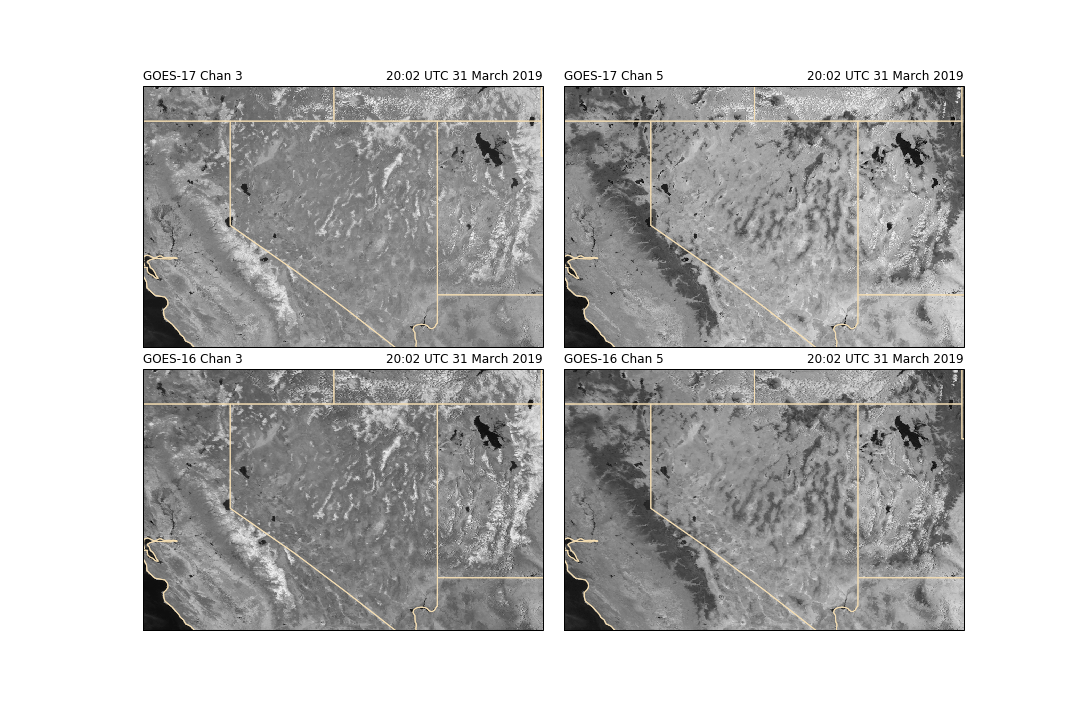 GOES-17 Chan 3 20:02 UTC 31 March 2019
GOES-17 Chan 5 20:02 UTC 31 March 2019
GOES-16 Chan 3 20:02 UTC 31 March 2019
GOES-16 Chan 5 20:02 UTC 31 March 2019